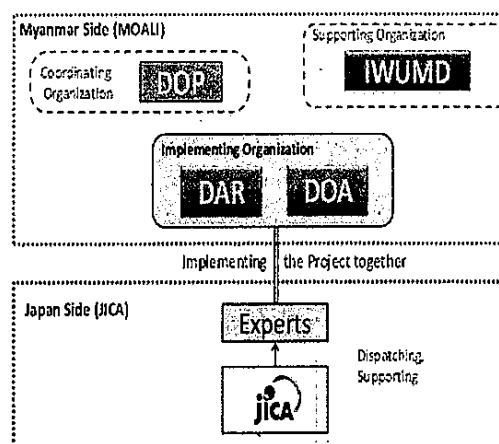 Myanmar Side (MOALI)
Supporting Organization
IWUMD
Coordinating
Organization
DOP
Implementing Organization
DAR
DOA
Implementing the Project together
Japan Side (JICA)
Experts
Dispatching,
Supporting
jICA